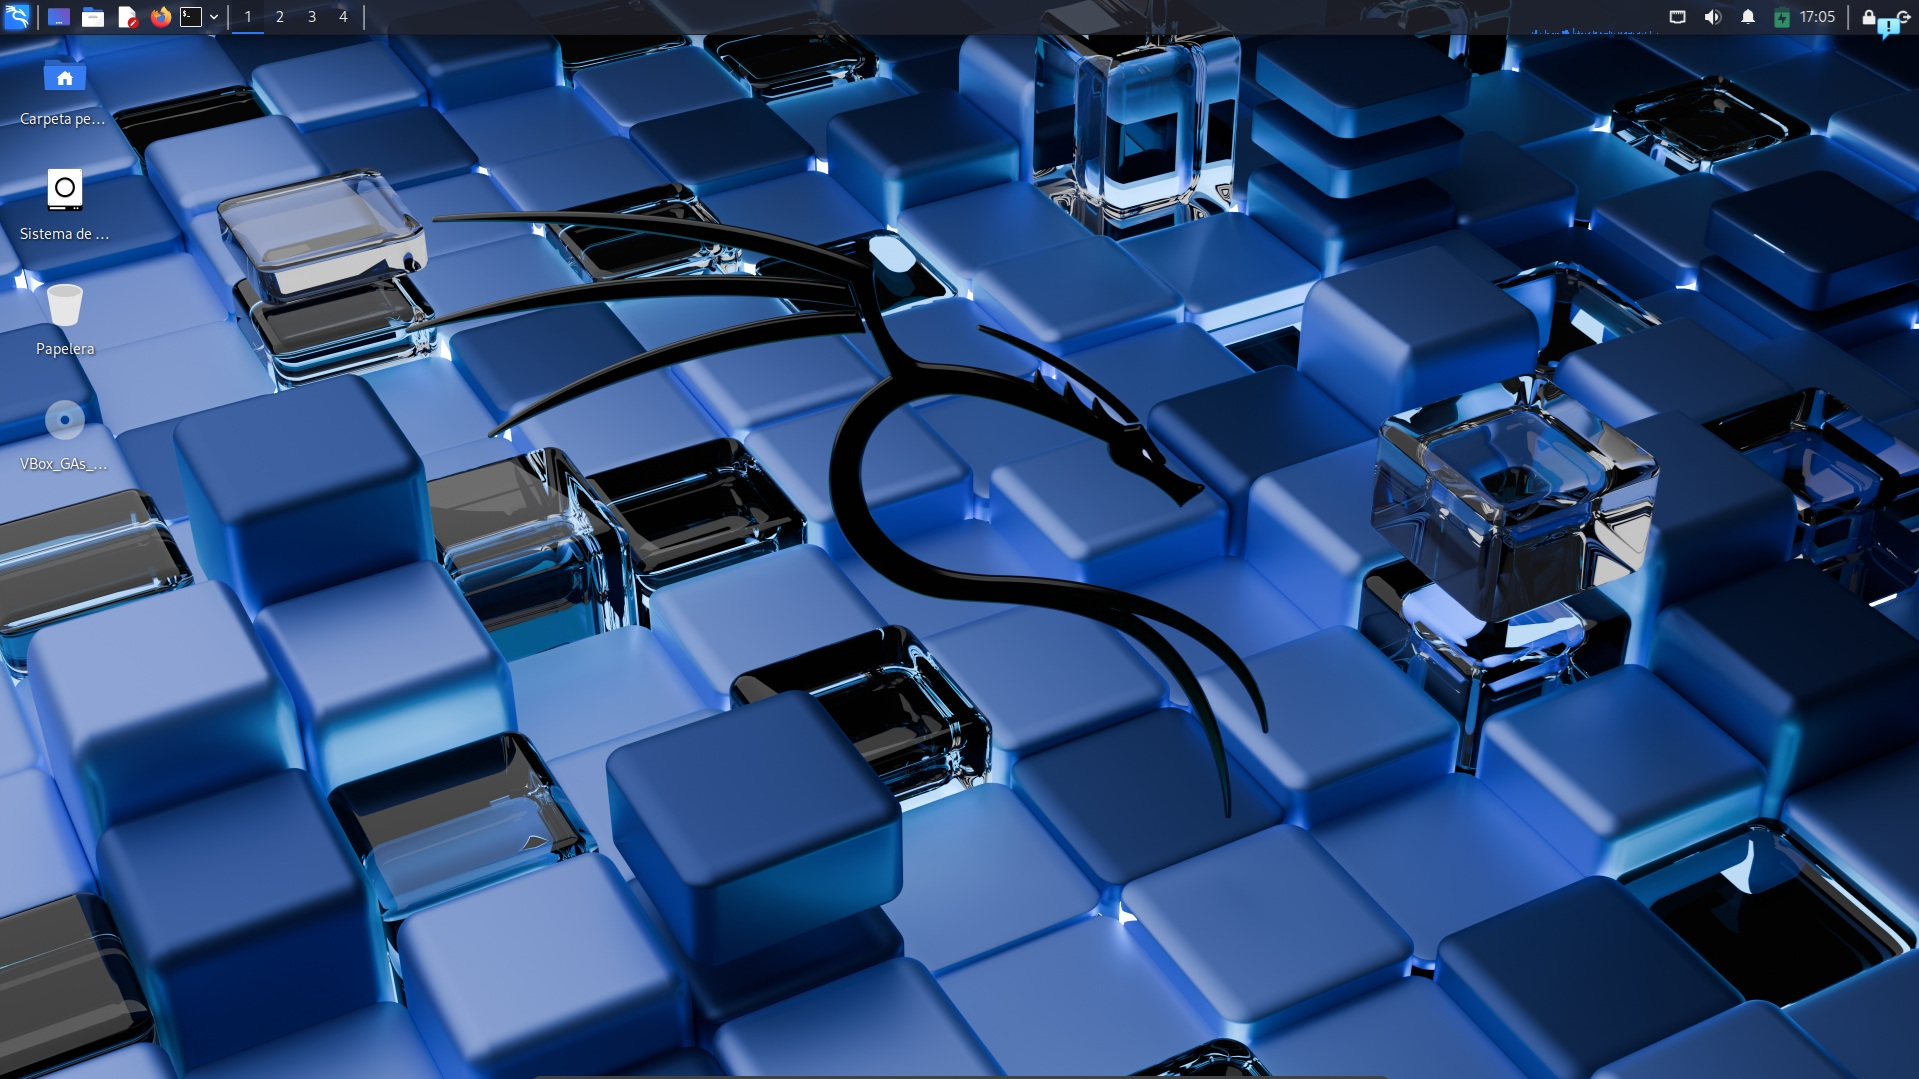 1 2 3 4
17:05
Carpeta pe...
Sistema de ...
Papelera
VBox_GAs_...